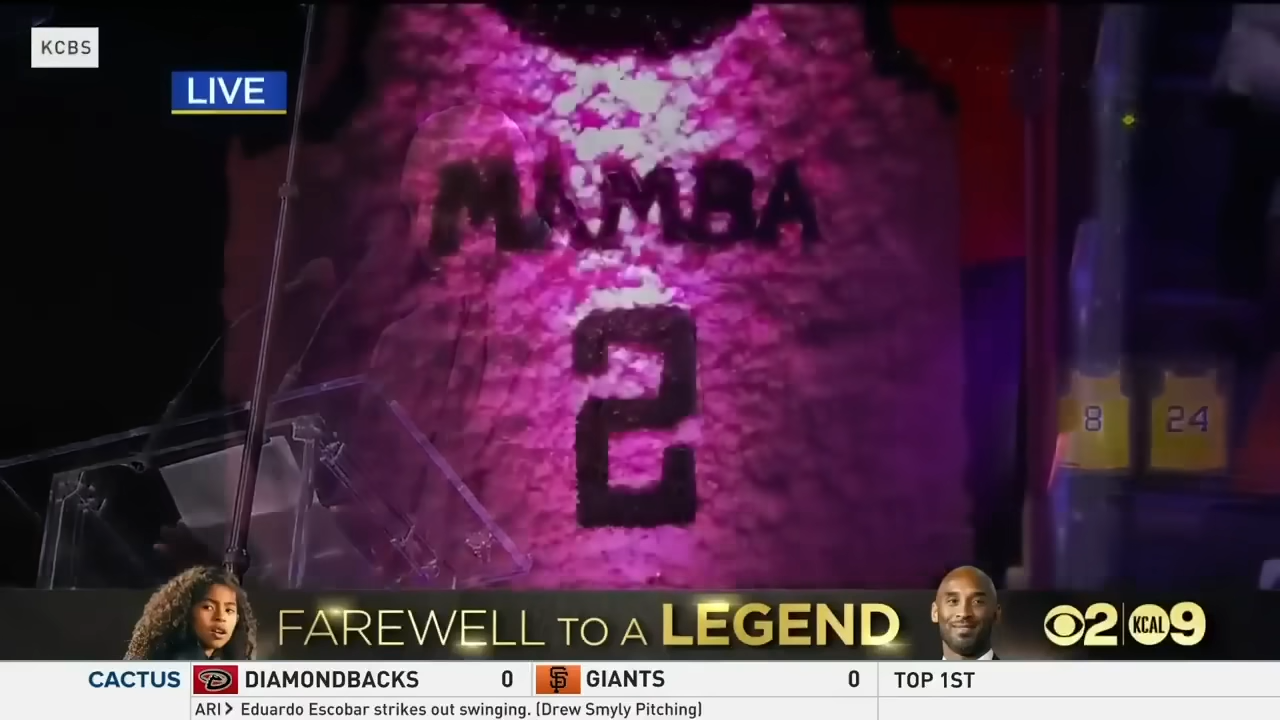 KCBS
LIVE
MAMBA
2
8
24
FAREWELL TO A LEGEND
2 KCAL 9
CACTUS DIAMONDBACKS 0 SF GIANTS 0 TOP 1ST
ARI > Eduardo Escobar strikes out swinging. (Drew Smyly Pitching)